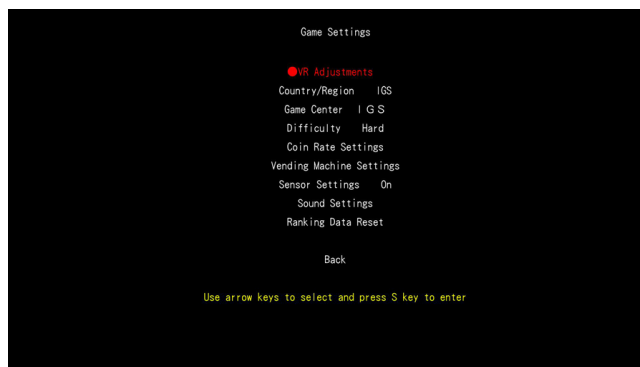 Game Settings
●VR Adjustments
Country/Region IGS
Game Center IGS
Difficulty Hard
Coin Rate Settings
Vending Machine Settings
Sensor Settings On
Sound Settings
Ranking Data Reset
Back
Use arrow keys to select and press S key to enter